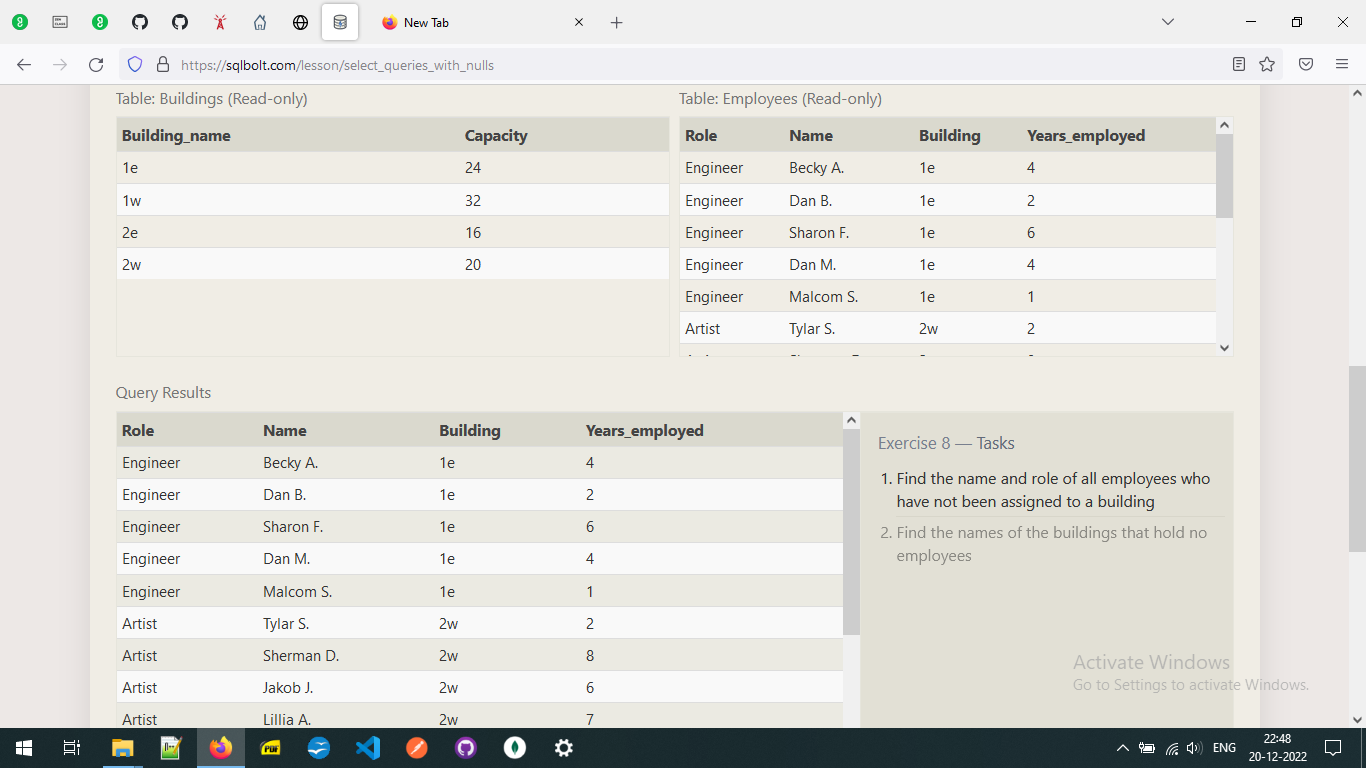 New Tab
https://sqlbolt.com/lesson/select_queries_with_nulls
Table: Buildings (Read-only)
Building_name Capacity
1e 24
1w 32
2e 16
2w 20
Table: Employees (Read-only)
Role Name Building Years_employed
Engineer Becky A. 1e 4
Engineer Dan B. 1e 2
Engineer Sharon F. 1e 6
Engineer Dan M. 1e 4
Engineer Malcom S. 1e 1
Artist Tylar S. 2w 2
Query Results
Role Name Building Years_employed
Engineer Becky A. 1e 4
Engineer Dan B. 1e 2
Engineer Sharon F. 1e 6
Engineer Dan M. 1e 4
Engineer Malcom S. 1e 1
Artist Tylar S. 2w 2
Artist Sherman D. 2w 8
Artist Jakob J. 2w 6
Artist Lillia A. 2w 7
Exercise 8 — Tasks
1. Find the name and role of all employees who
have not been assigned to a building
2. Find the names of the buildings that hold no
employees
Activate Windows
Go to Settings to activate Windows.
PDF
ENG
22:48
20-12-2022